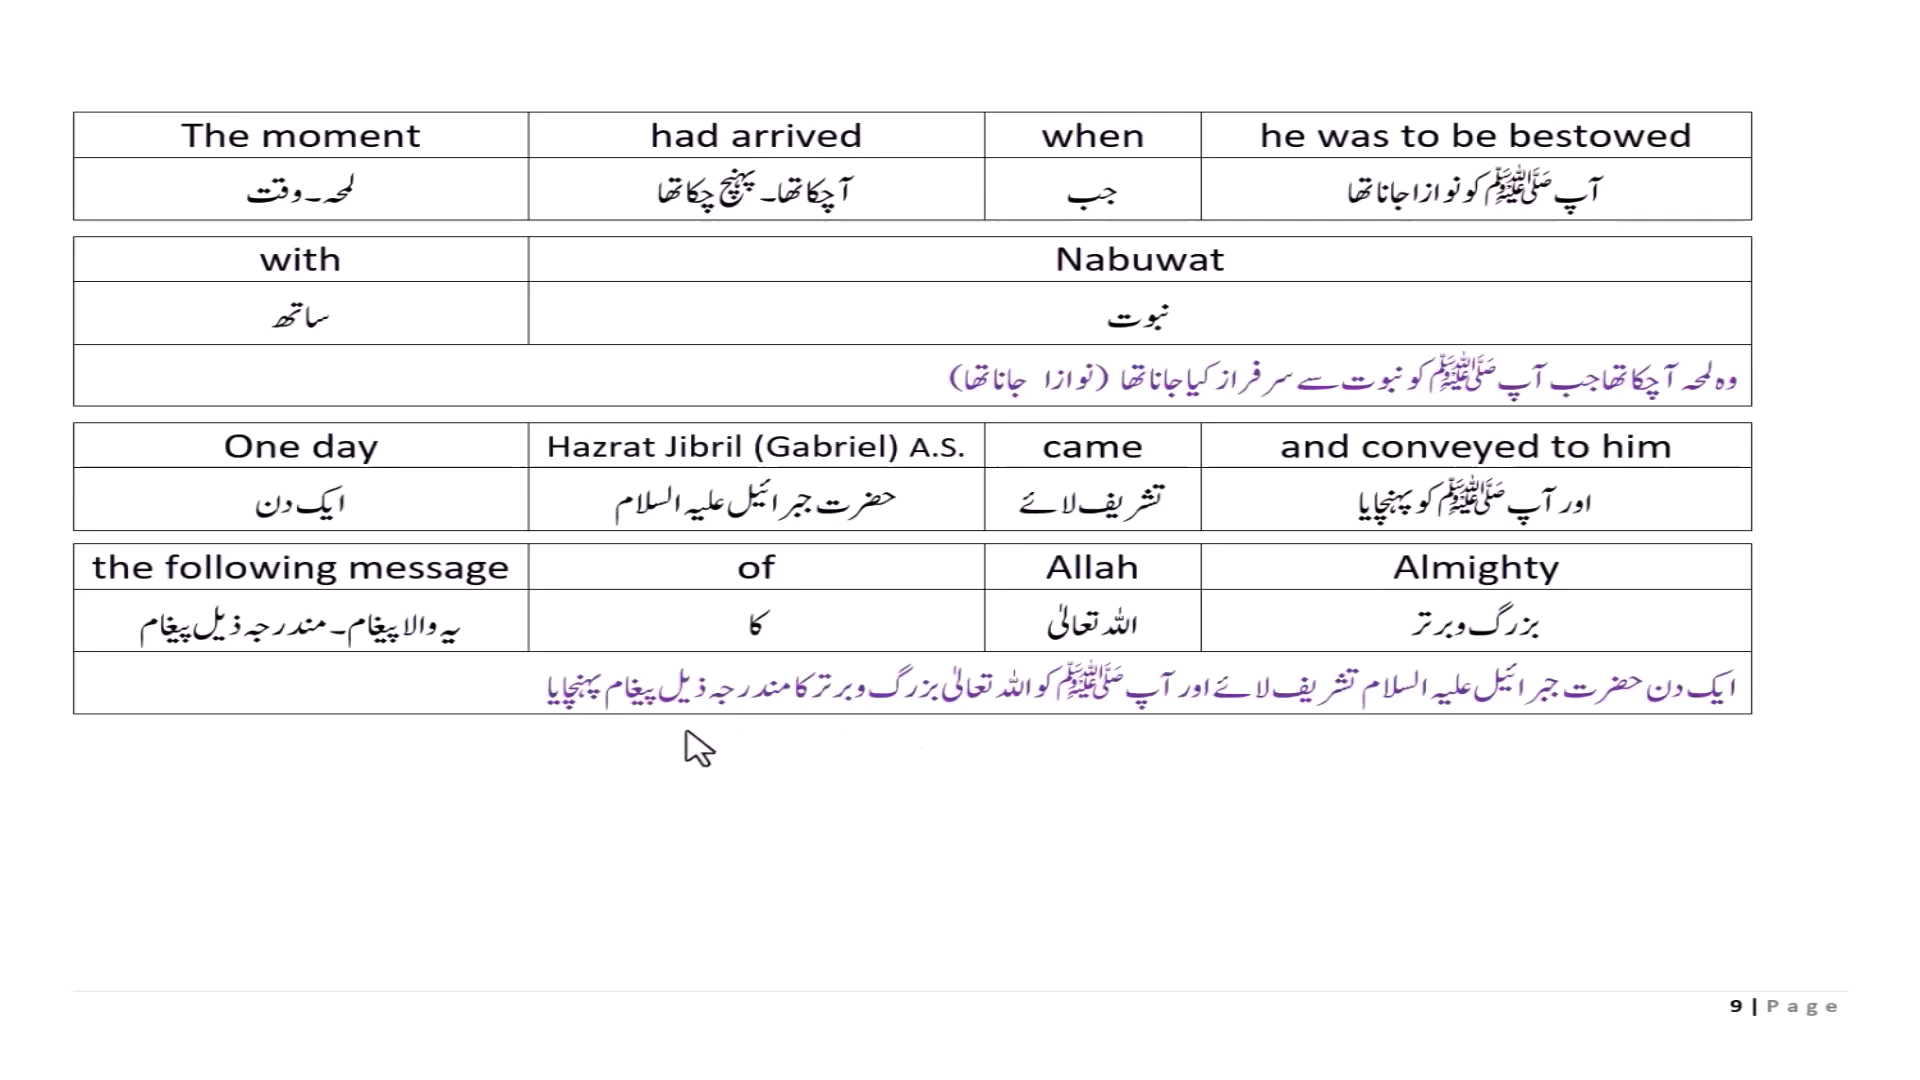 The moment had arrived when he was to be bestowed
لمحہ۔وقت آچکا تھا۔ پہنچ چکا تھا جب آپ ﷺ کو نوازا جانا تھا
with Nabuwat
ساتھ نبوت
وہ لمحہ آچکا تھا جب آپ ﷺ کو نبوت سے سرفراز کیا جانا تھا (نوازا جانا تھا)
One day Hazrat Jibril (Gabriel) A.S. came and conveyed to him
ایک دن حضرت جبرائیل علیہ السلام تشریف لائے اور آپ ﷺ کو پہنچایا
the following message of Allah Almighty
یہ والا پیغام۔ مندرجہ ذیل پیغام کا اللہ تعالیٰ بزرگ و برتر
ایک دن حضرت جبرائیل علیہ السلام تشریف لائے اور آپ ﷺ کو اللہ تعالیٰ بزرگ و برتر کا مندرجہ ذیل پیغام پہنچایا
9 | Page